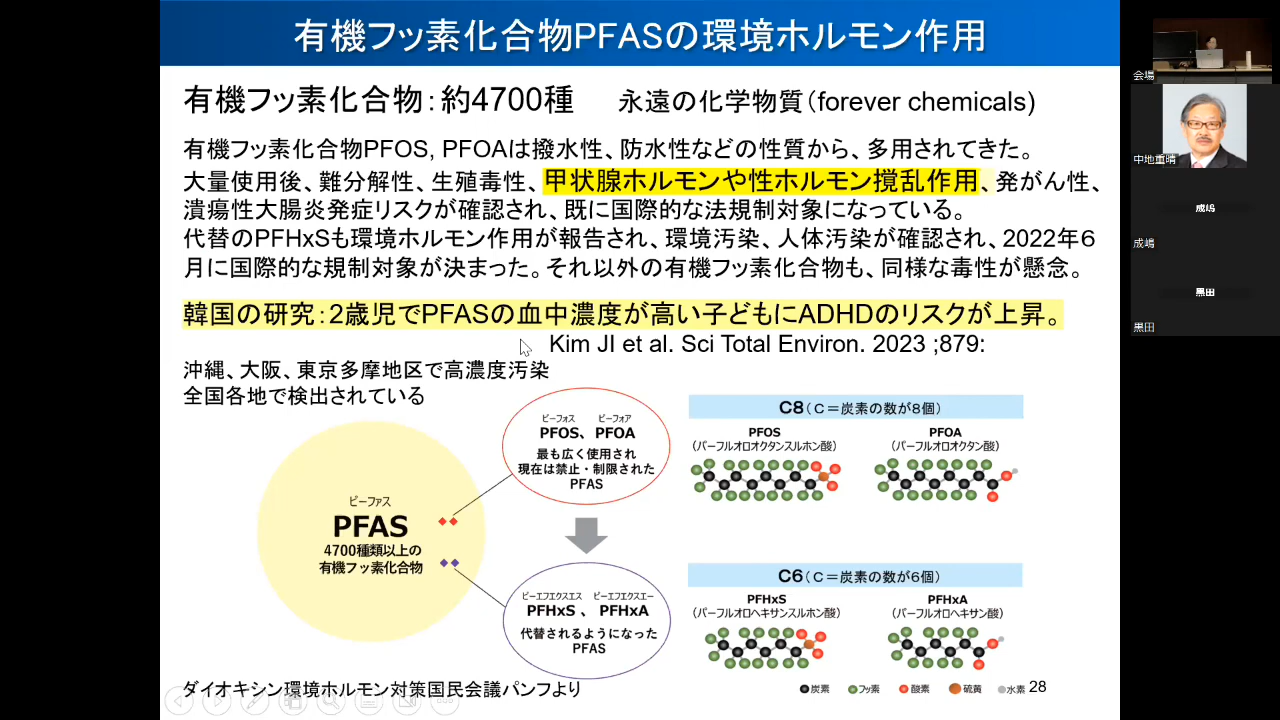 有機フッ素化合物PFASの環境ホルモン作用
有機フッ素化合物：約4700種　永遠の化学物質（forever chemicals)
有機フッ素化合物PFOS, PFOAは撥水性、防水性などの性質から、多用されてきた。
大量使用後、難分解性、生殖毒性、甲状腺ホルモンや性ホルモン撹乱作用、発がん性、
潰瘍性大腸炎発症リスクが確認され、既に国際的な法規制対象になっている。
代替のPFHxSも環境ホルモン作用が報告され、環境汚染、人体汚染が確認され、2022年６
月に国際的な規制対象が決まった。それ以外の有機フッ素化合物も、同様な毒性が懸念。
韓国の研究：2歳児でPFASの血中濃度が高い子どもにADHDのリスクが上昇。
Kim JI et al. Sci Total Environ. 2023 ;879:
沖縄、大阪、東京多摩地区で高濃度汚染
全国各地で検出されている
ピーファス
PFAS
4700種類以上の
有機フッ素化合物
ピーフォス　ピーフォア
PFOS、PFOA
最も広く使用され
現在は禁止・制限された
PFAS
ピーエフエクスエス　ピーエフエクスエー
PFHxS 、PFHxA
代替されるようになった
PFAS
C8（C＝炭素の数が8個）
PFOS　PFOA
（パーフルオロオクタンスルホン酸）　（パーフルオロオクタン酸）
C6（C＝炭素の数が6個）
PFHxS　PFHxA
（パーフルオロヘキサンスルホン酸）　（パーフルオロヘキサン酸）
炭素　フッ素　酸素　硫黄　水素
ダイオキシン環境ホルモン対策国民会議パンフより
28
会場
中地重晴
成嶋
成嶋
黒田
黒田